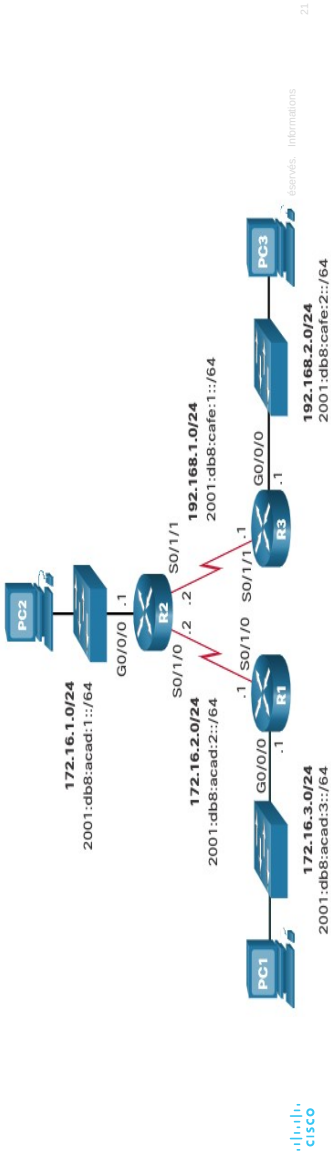 PC2
172.16.1.0/24
2001:db8:acad:1::/64
G0/0/0
.1
R2
S0/1/0
S0/1/1
.2
.2
172.16.2.0/24
2001:db8:acad:2::/64
192.168.1.0/24
2001:db8:cafe:1::/64
.1
S0/1/0
S0/1/1
.1
PC1
G0/0/0
.1
R1
R3
G0/0/0
.1
PC3
172.16.3.0/24
2001:db8:acad:3::/64
192.168.2.0/24
2001:db8:cafe:2::/64
CISCO
éservés. Informations
21